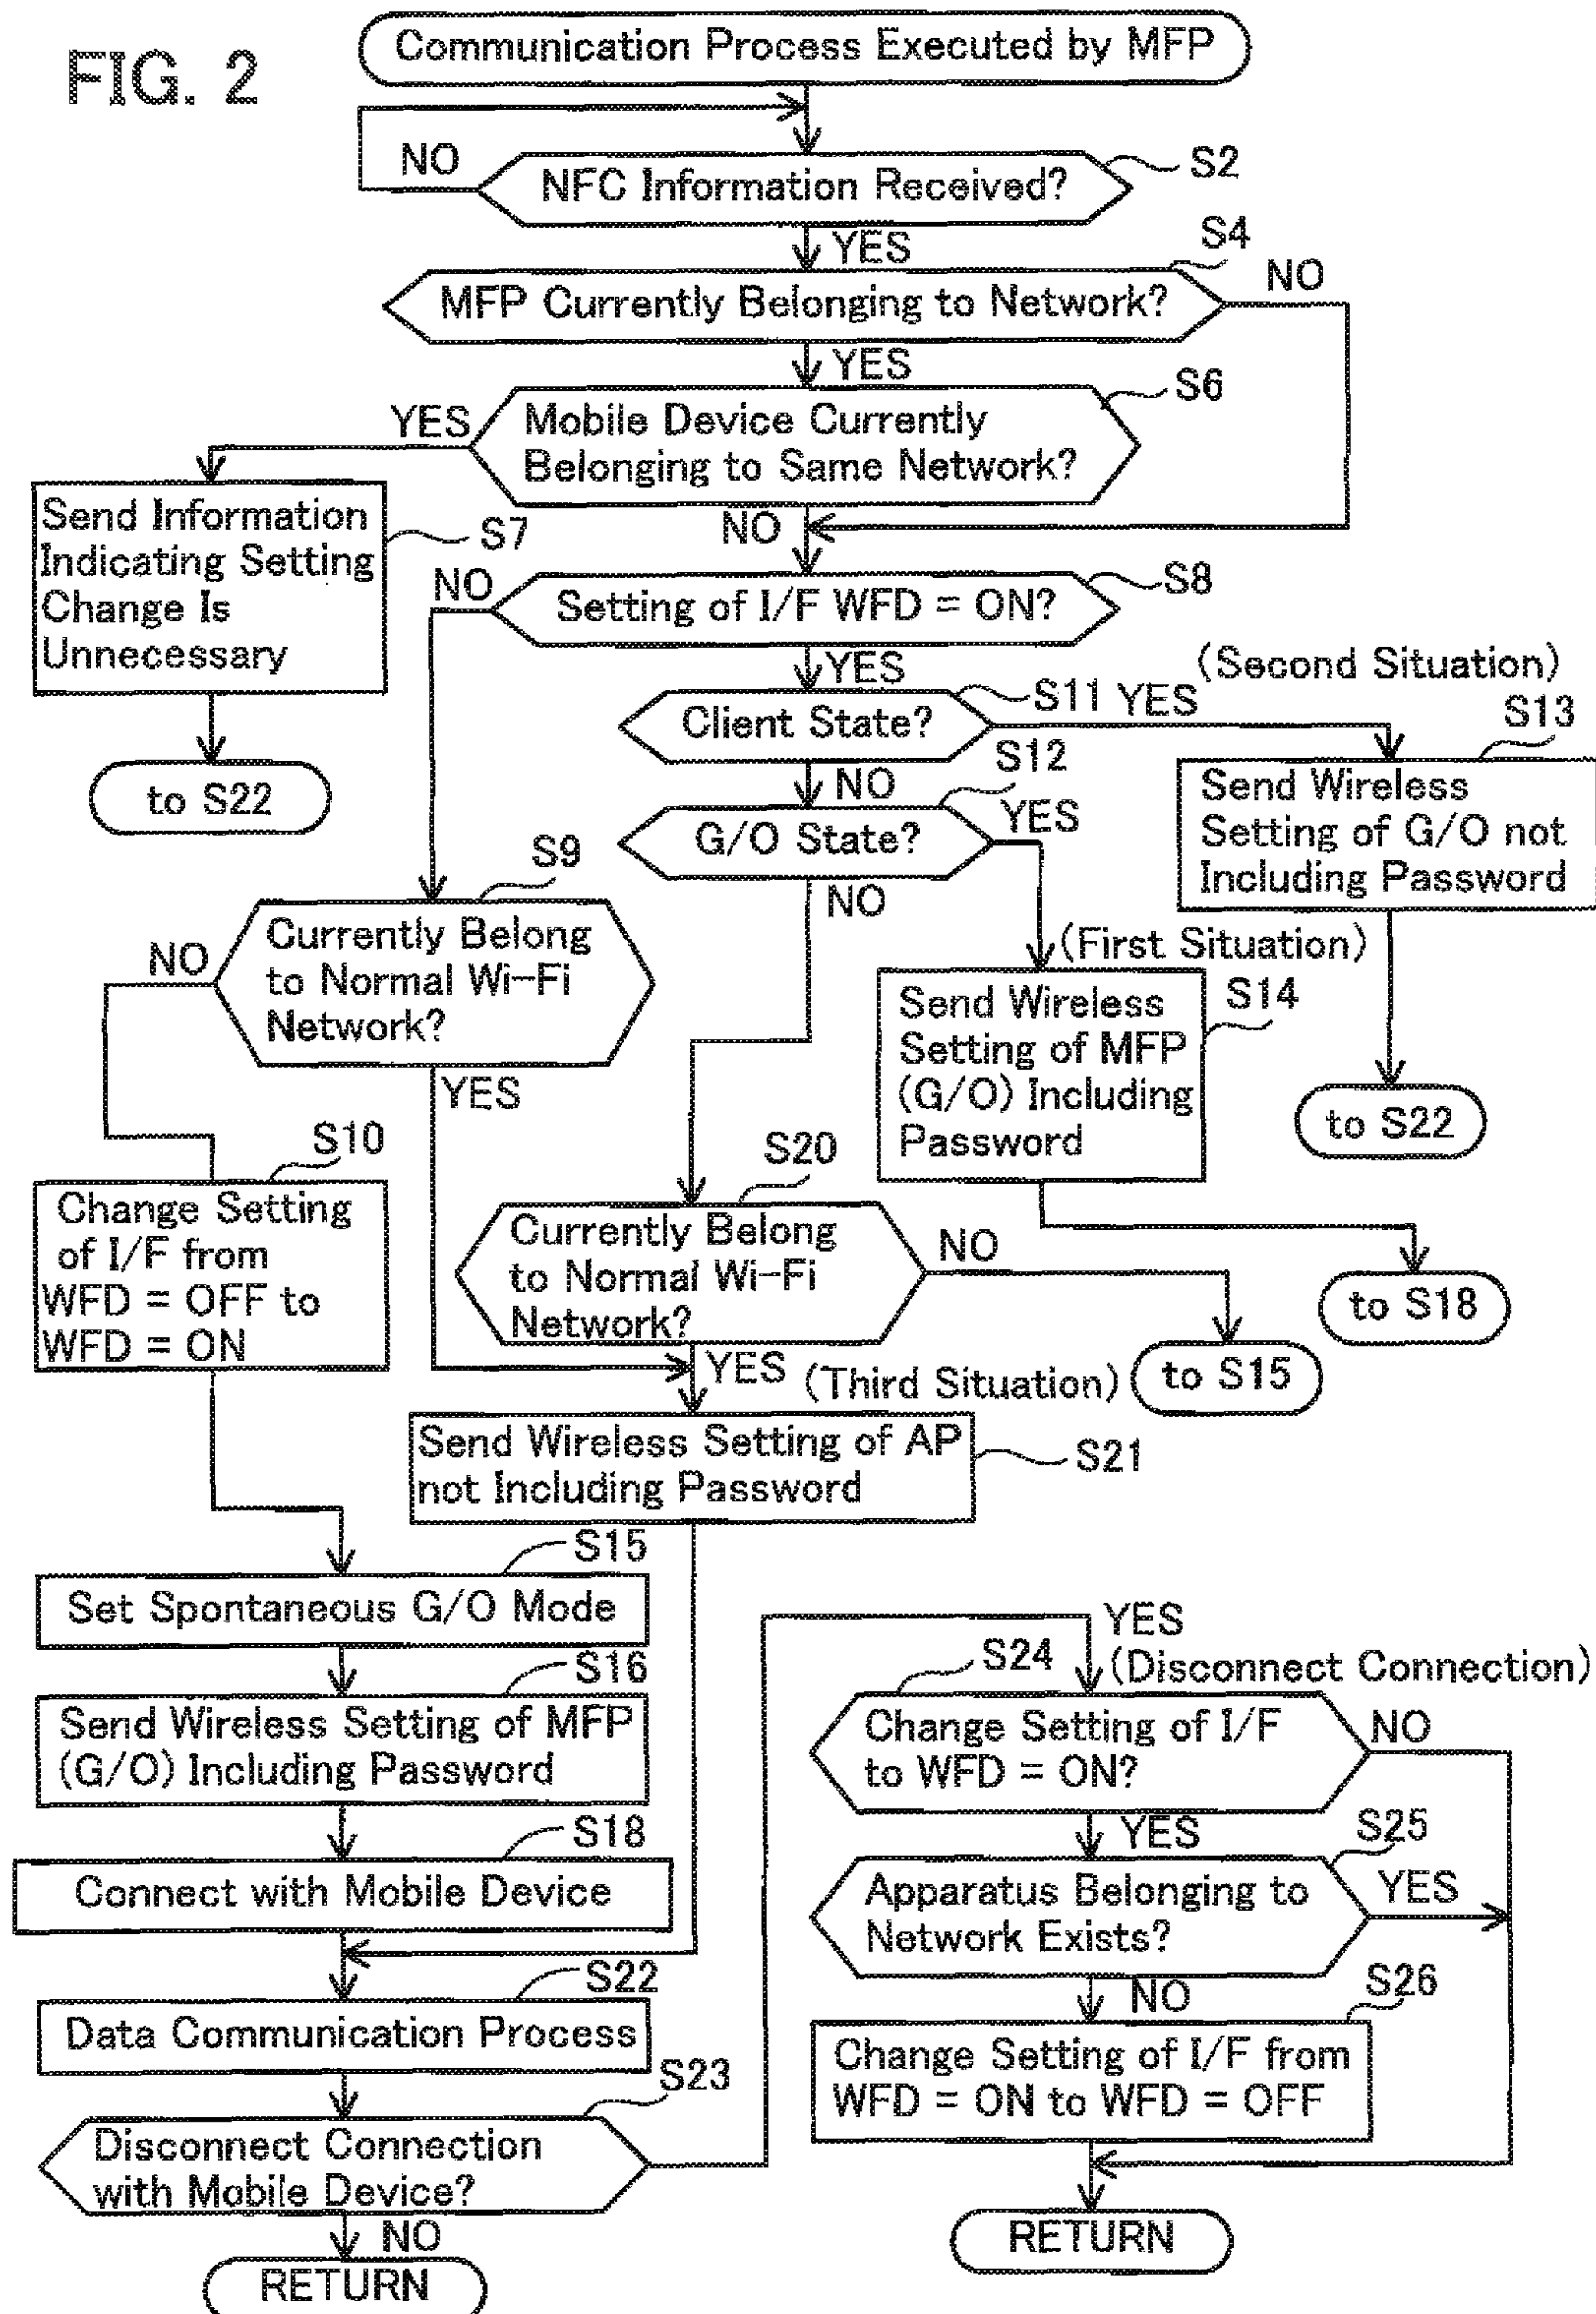 FIG. 2
Communication Process Executed by MFP
NO
NFC Information Received?
S2
YES
S4
MFP Currently Belonging to Network?
NO
YES
S6
YES
Mobile Device Currently
Belonging to Same Network?
NO
Send Information
Indicating Setting
Change Is
Unnecessary
S7
to S22
NO
Setting of I/F WFD = ON?
S8
YES
Client State?
S11
YES
(Second Situation)
S13
Send Wireless
Setting of G/O not
Including Password
to S22
NO
S12
G/O State?
YES
NO
(First Situation)
S14
Send Wireless
Setting of MFP
(G/O) Including
Password
to S18
S9
Currently Belong
to Normal Wi-Fi
Network?
NO
YES
S10
Change Setting
of I/F from
WFD = OFF to
WFD = ON
S20
Currently Belong
to Normal Wi-Fi
Network?
NO
to S15
YES
(Third Situation)
Send Wireless Setting of AP
not Including Password
S21
S15
Set Spontaneous G/O Mode
S16
Send Wireless Setting of MFP
(G/O) Including Password
S18
Connect with Mobile Device
S22
Data Communication Process
S23
Disconnect Connection
with Mobile Device?
NO
RETURN
YES
(Disconnect Connection)
S24
Change Setting of I/F
to WFD = ON?
NO
YES
S25
Apparatus Belonging to
Network Exists?
YES
NO
S26
Change Setting of I/F from
WFD = ON to WFD = OFF
RETURN